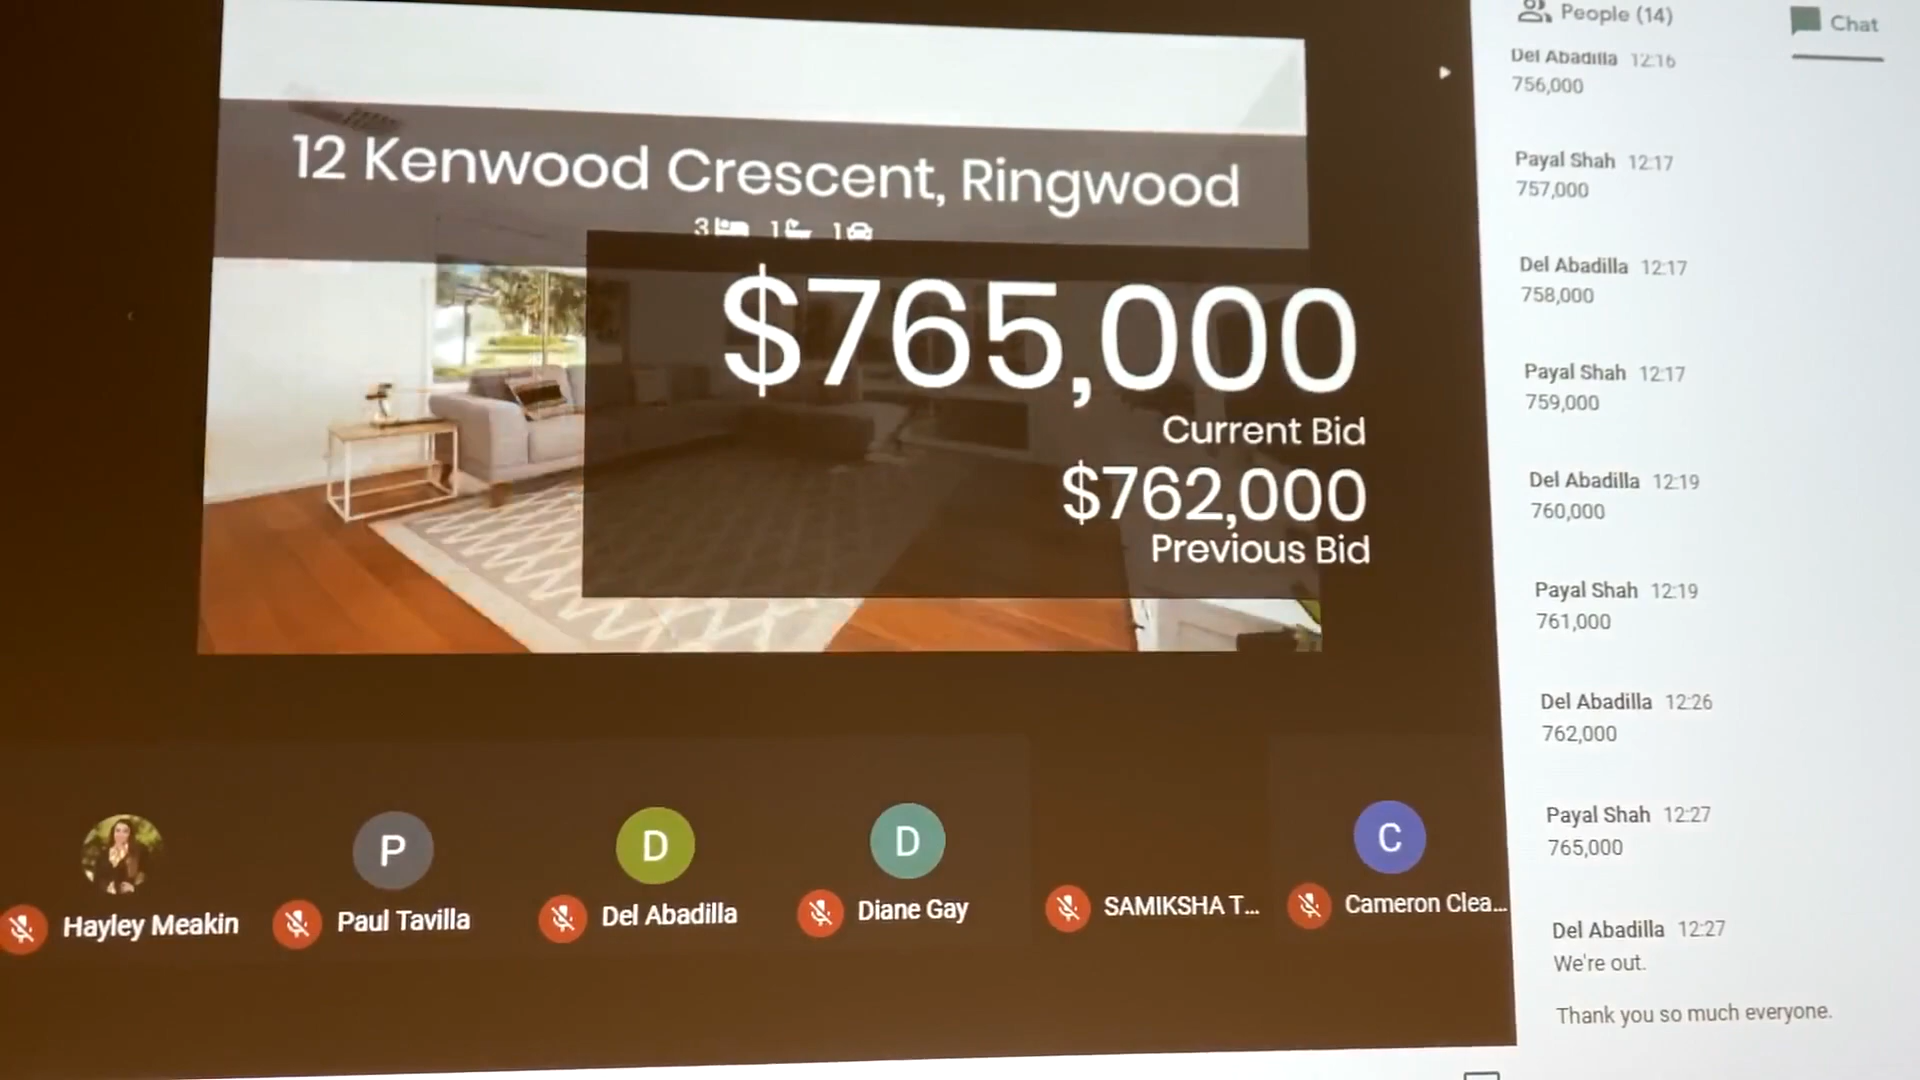 12 Kenwood Crescent, Ringwood
3 1 1
$765,000
Current Bid
$762,000
Previous Bid
Hayley Meakin
P
Paul Tavilla
D
Del Abadilla
D
Diane Gay
SAMIKSHA T...
C
Cameron Clea...
People (14)
Chat
Del Abadilla 12:16
756,000
Payal Shah 12:17
757,000
Del Abadilla 12:17
758,000
Payal Shah 12:17
759,000
Del Abadilla 12:19
760,000
Payal Shah 12:19
761,000
Del Abadilla 12:26
762,000
Payal Shah 12:27
765,000
Del Abadilla 12:27
We're out.
Thank you so much everyone.